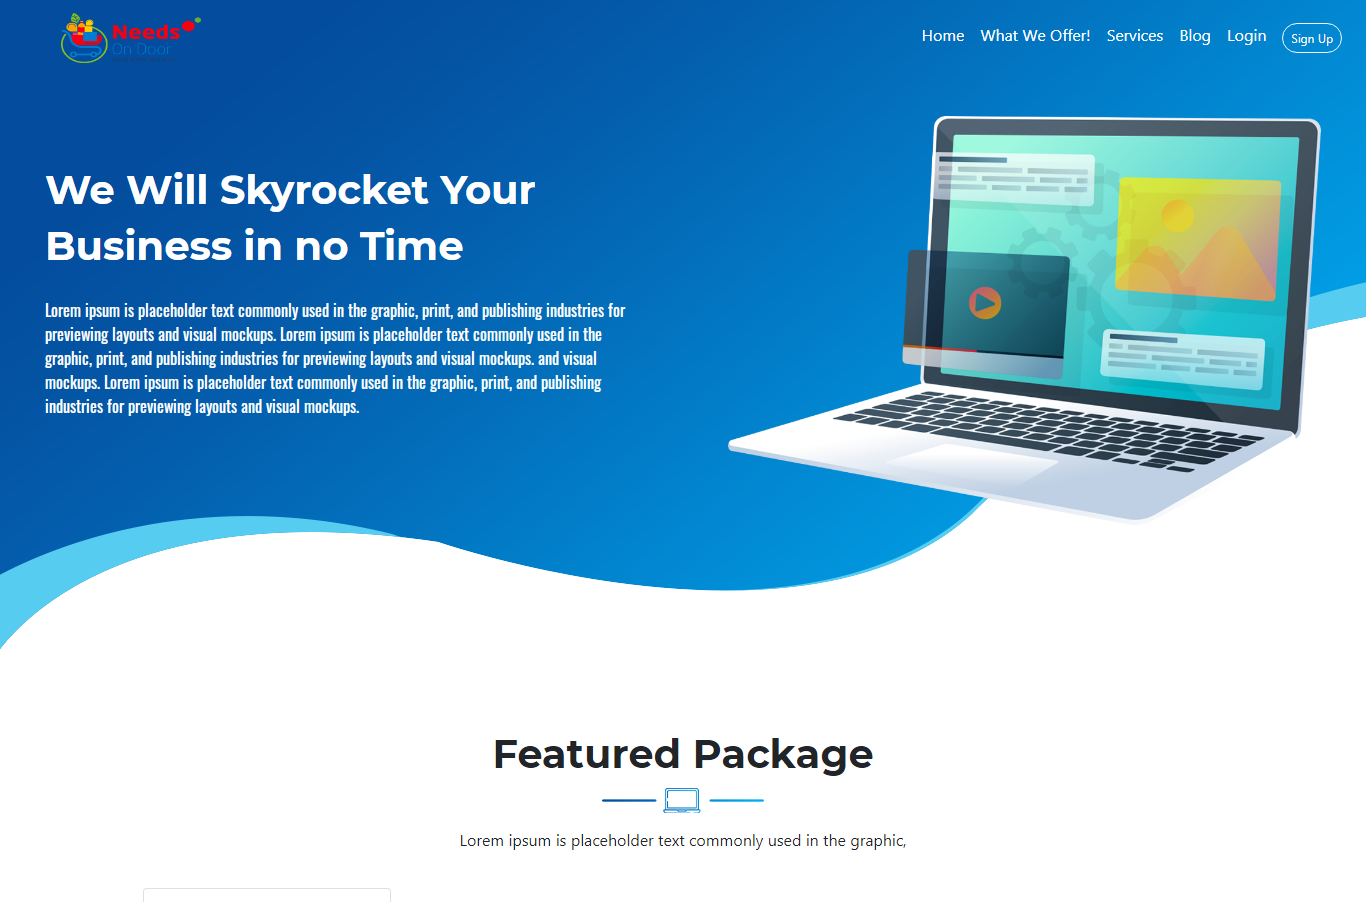 Needs
On Door
Home What We Offer! Services Blog Login Sign Up
We Will Skyrocket Your
Business in no Time
Lorem ipsum is placeholder text commonly used in the graphic, print, and publishing industries for
previewing layouts and visual mockups. Lorem ipsum is placeholder text commonly used in the
graphic, print, and publishing industries for previewing layouts and visual mockups. and visual
mockups. Lorem ipsum is placeholder text commonly used in the graphic, print, and publishing
industries for previewing layouts and visual mockups.
Featured Package
Lorem ipsum is placeholder text commonly used in the graphic,